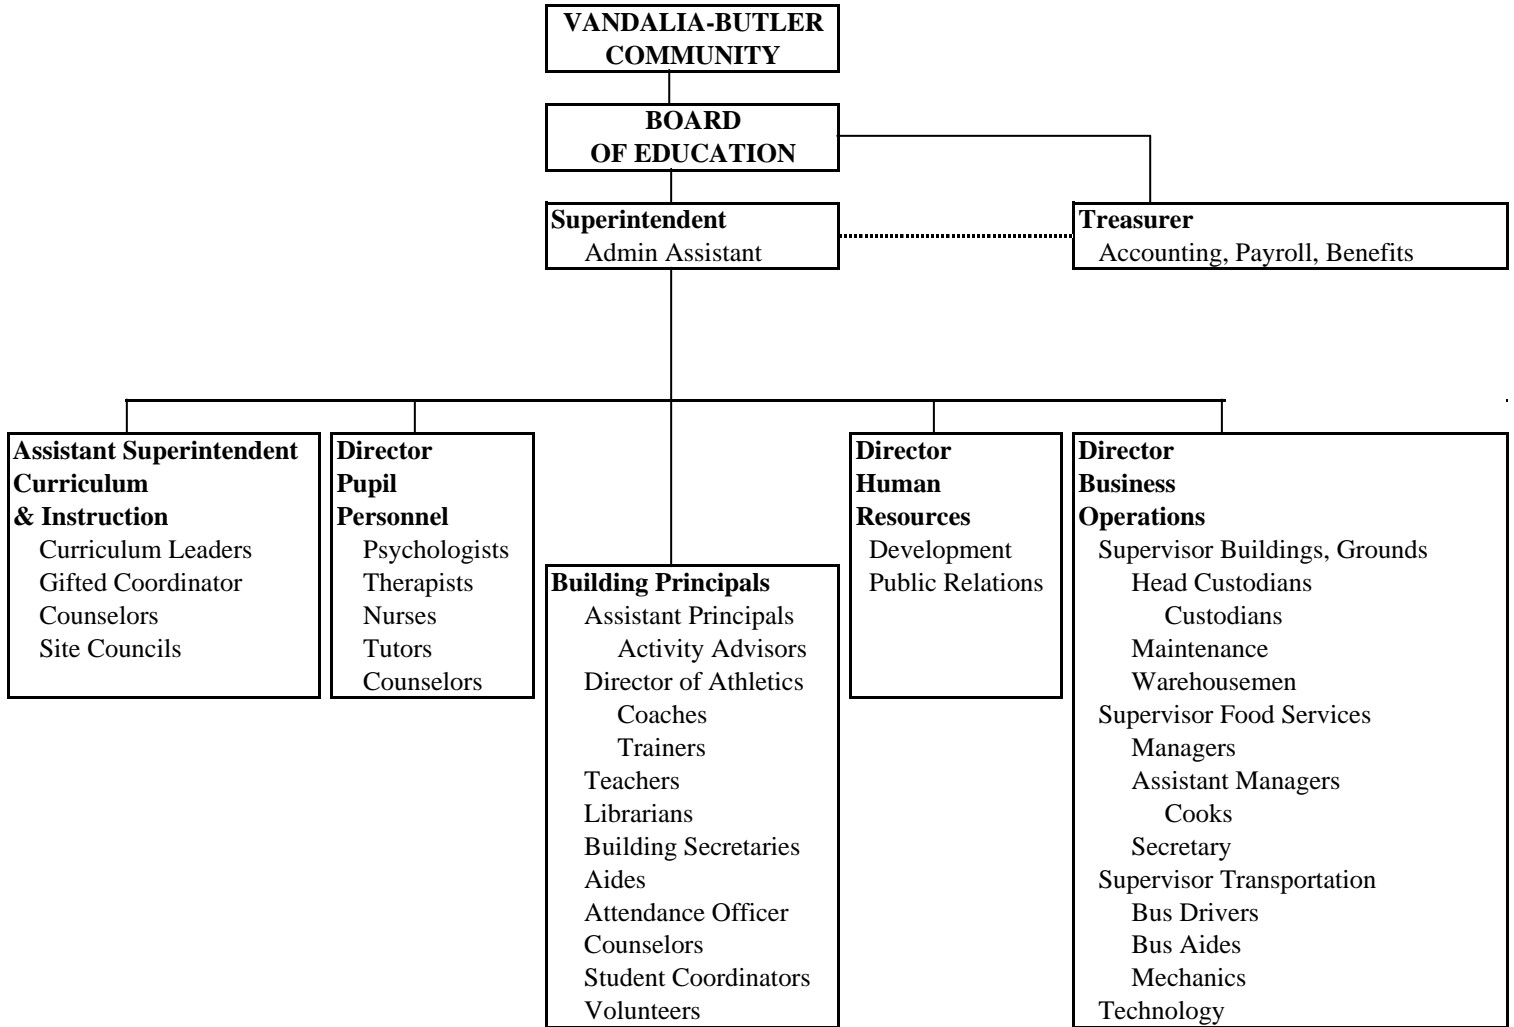 VANDALIA-BUTLER
COMMUNITY
BOARD
OF EDUCATION
Superintendent
Admin Assistant
Treasurer
Accounting, Payroll, Benefits
Assistant Superintendent
Curriculum
& Instruction
Curriculum Leaders
Gifted Coordinator
Counselors
Site Councils
Director
Pupil
Personnel
Psychologists
Therapists
Nurses
Tutors
Counselors
Building Principals
Assistant Principals
Activity Advisors
Director of Athletics
Coaches
Trainers
Teachers
Librarians
Building Secretaries
Aides
Attendance Officer
Counselors
Student Coordinators
Volunteers
Director
Human
Resources
Development
Public Relations
Director
Business
Operations
Supervisor Buildings, Grounds
Head Custodians
Custodians
Maintenance
Warehousemen
Supervisor Food Services
Managers
Assistant Managers
Cooks
Secretary
Supervisor Transportation
Bus Drivers
Bus Aides
Mechanics
Technology